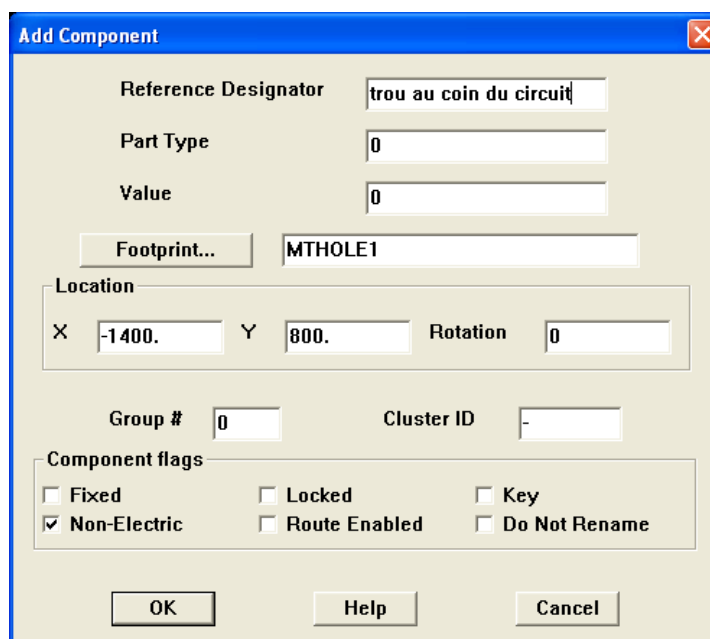 Add Component
Reference Designator trou au coin du circuit
Part Type 0
Value 0
Footprint... MTHOLE1
Location
X -1400. Y 800. Rotation 0
Group # 0 Cluster ID -
Component flags
Fixed Locked Key
Non-Electric Route Enabled Do Not Rename
OK Help Cancel